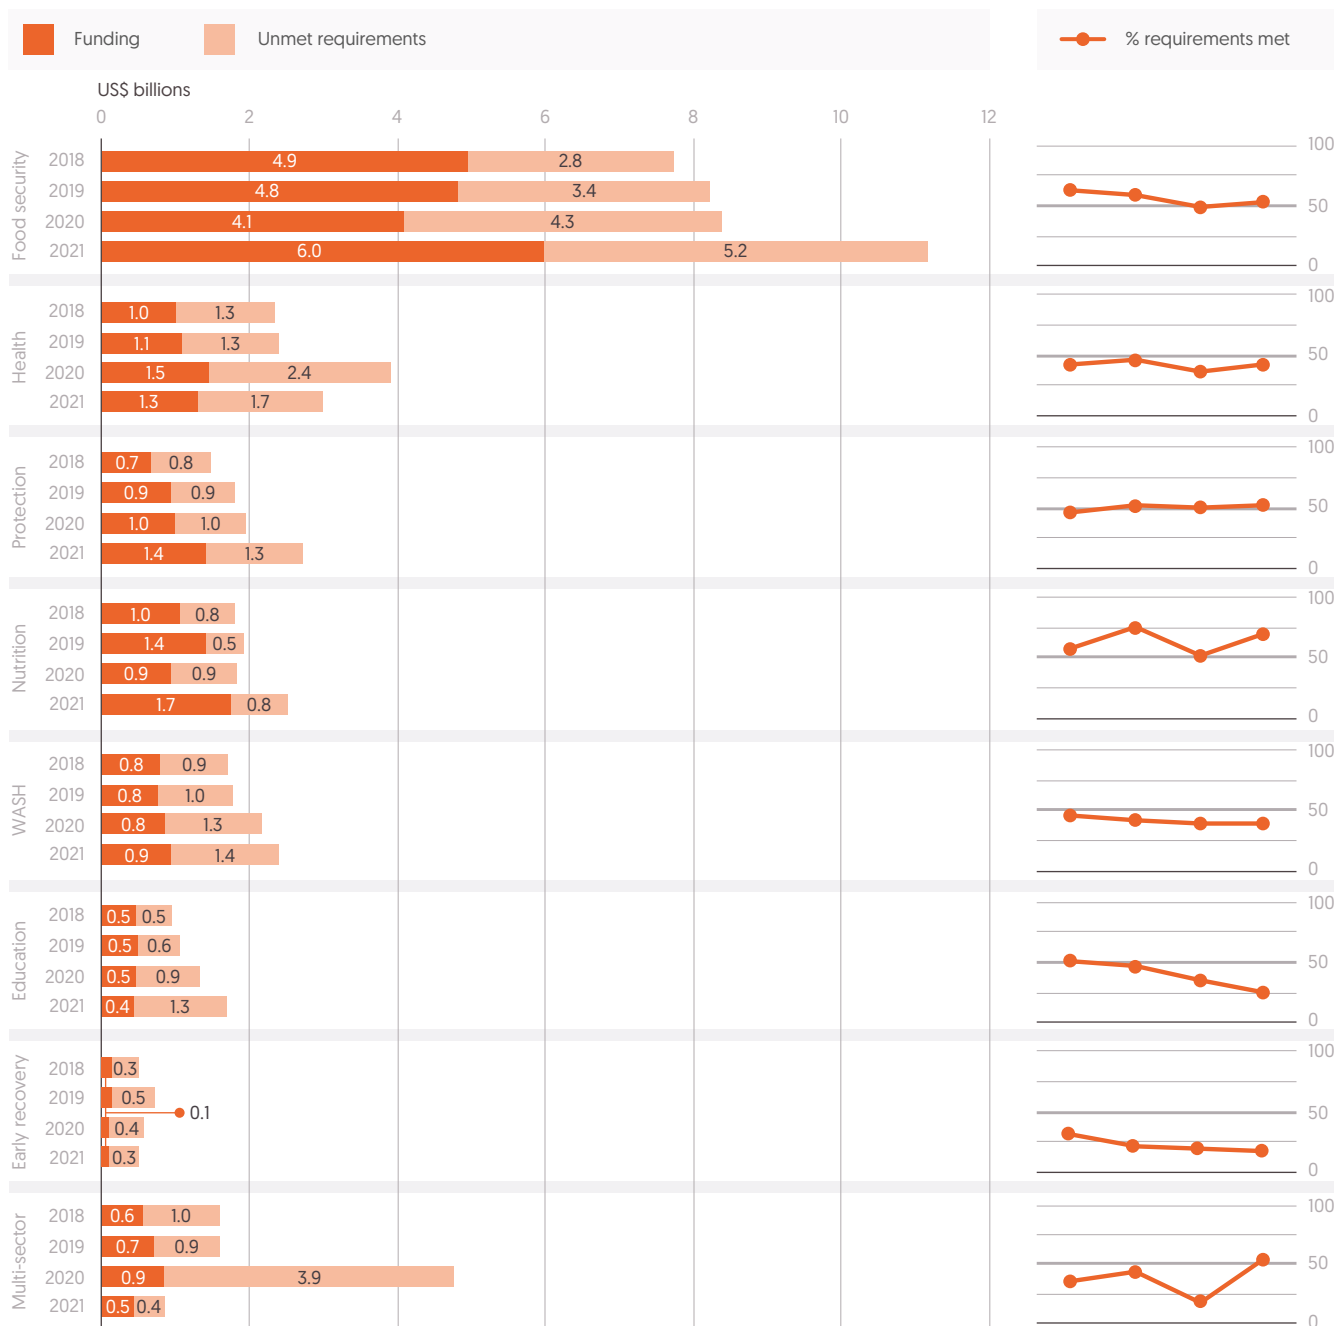 Funding
Unmet requirements
% requirements met
US$ billions
0 2 4 6 8 10 12
Food security
2018 4.9 2.8
2019 4.8 3.4
2020 4.1 4.3
2021 6.0 5.2
100
50
0
Health
2018 1.0 1.3
2019 1.1 1.3
2020 1.5 2.4
2021 1.3 1.7
100
50
0
Protection
2018 0.7 0.8
2019 0.9 0.9
2020 1.0 1.0
2021 1.4 1.3
100
50
0
Nutrition
2018 1.0 0.8
2019 1.4 0.5
2020 0.9 0.9
2021 1.7 0.8
100
50
0
WASH
2018 0.8 0.9
2019 0.8 1.0
2020 0.8 1.3
2021 0.9 1.4
100
50
0
Education
2018 0.5 0.5
2019 0.5 0.6
2020 0.5 0.9
2021 0.4 1.3
100
50
0
Early recovery
2018 0.3
2019 0.5
0.1
2020 0.4
2021 0.3
100
50
0
Multi-sector
2018 0.6 1.0
2019 0.7 0.9
2020 0.9 3.9
2021 0.5 0.4
100
50
0